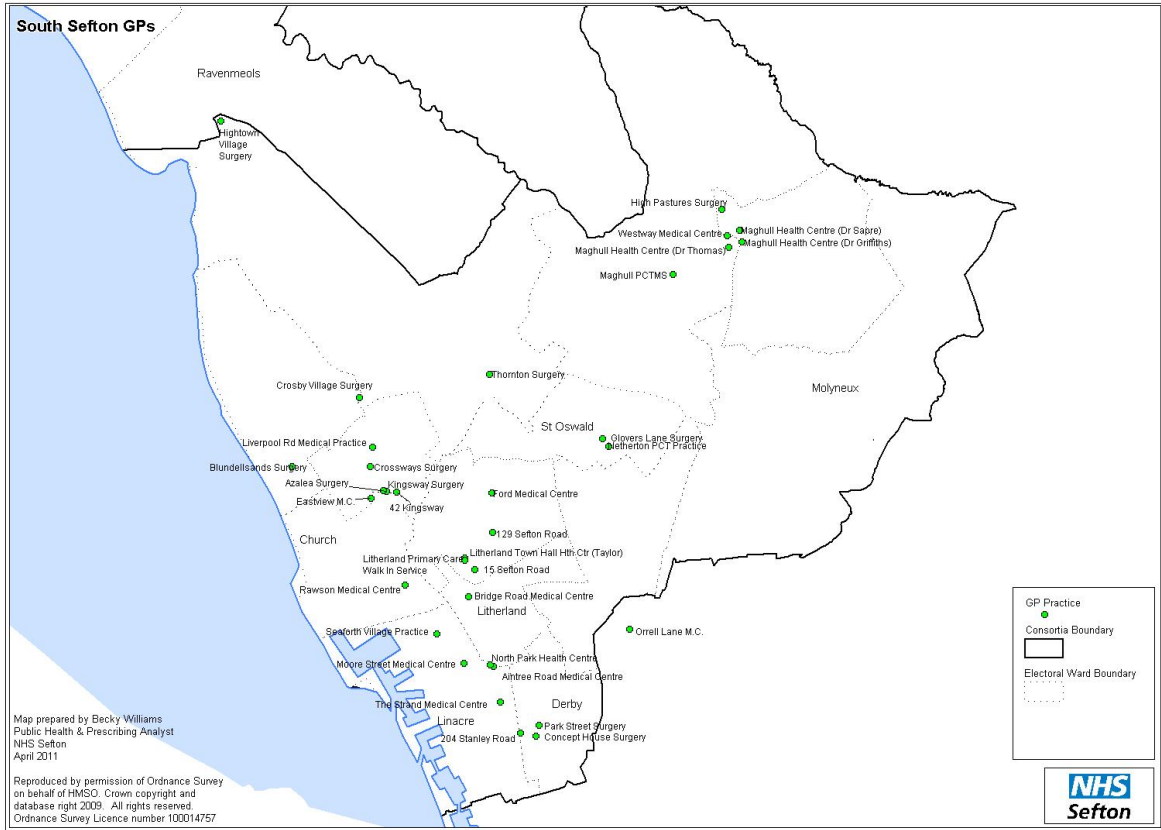 South Sefton GPs
Ravenmeols
Hightown
Village
Surgery
High Pastures Surgery
Westway Medical Centre
Maghull Health Centre (Dr Sapre)
Maghull Health Centre (Dr Griffiths)
Maghull Health Centre (Dr Thomas)
Maghull PCTMS
Thornton Surgery
Crosby Village Surgery
Molyneux
St Oswald
Glovers Lane Surgery
Netherton PCT Practice
Liverpool Rd Medical Practice
Blundellsands Surgery
Crossways Surgery
Azalea Surgery
Kingsway Surgery
Eastview M.C.
42 Kingsway
Ford Medical Centre
Church
129 Sefton Road
Litherland Town Hall Hth Ctr (Taylor)
Litherland Primary Care
Walk In Service
15 Sefton Road
Rawson Medical Centre
Bridge Road Medical Centre
Litherland
Seaforth Village Practice
Orrell Lane M.C.
North Park Health Centre
Moore Street Medical Centre
Aintree Road Medical Centre
The Strand Medical Centre
Derby
Linacre
Park Street Surgery
204 Stanley Road
Concept House Surgery
GP Practice
Consortia Boundary
Electoral Ward Boundary
Map prepared by Becky Williams
Public Health & Prescribing Analyst
NHS Sefton
April 2011
Reproduced by permission of Ordnance Survey
on behalf of HMSO. Crown copyright and
database right 2009. All rights reserved.
Ordnance Survey Licence number 100014757
NHS
Sefton